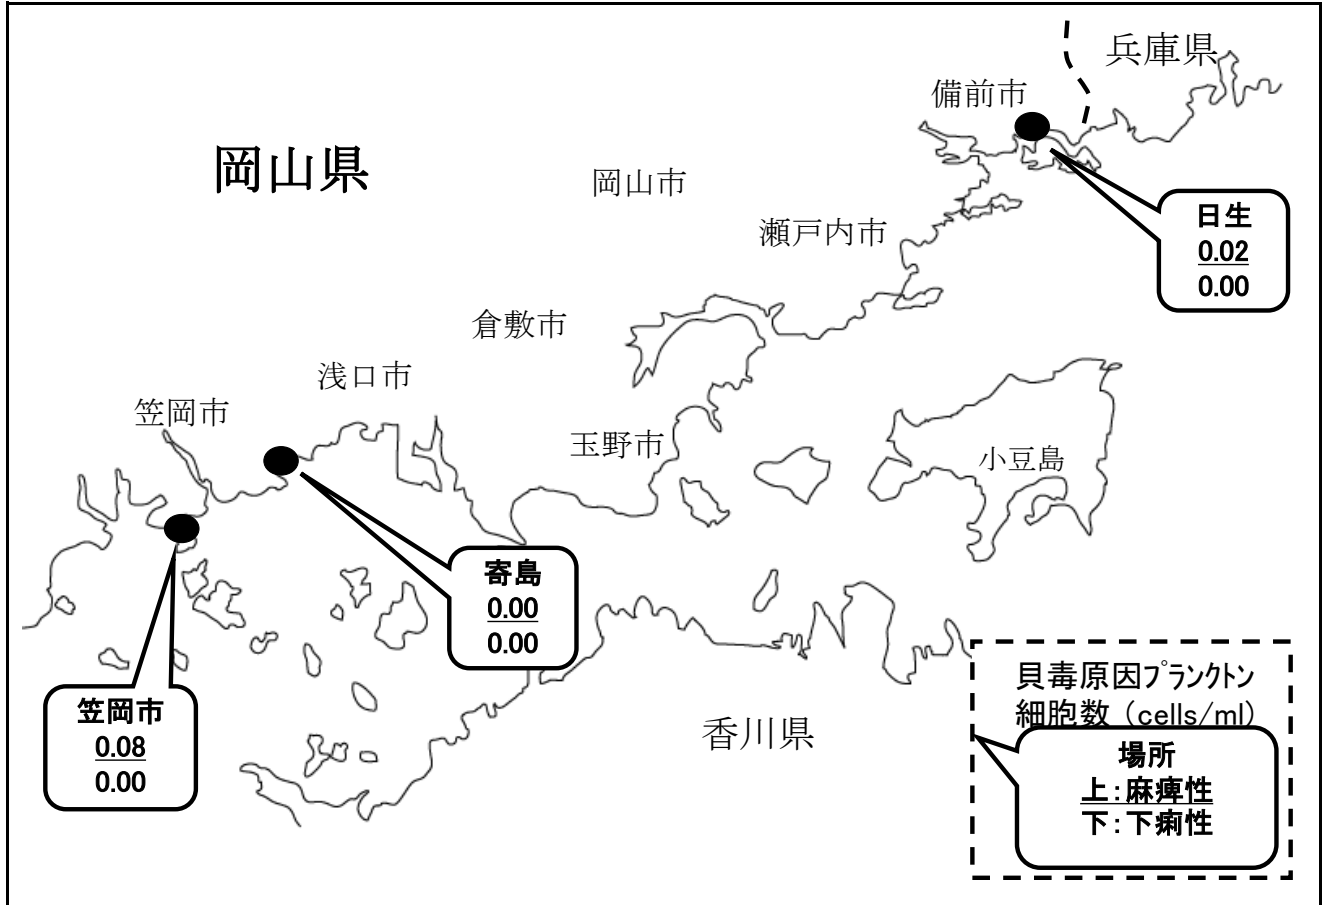 兵庫県
備前市
岡山県
岡山市
日生
0.02
0.00
瀬戸内市
倉敷市
浅口市
笠岡市
玉野市
小豆島
寄島
0.00
0.00
笠岡市
0.08
0.00
香川県
貝毒原因プランクトン
細胞数 (cells/ml)
場所
上:麻痺性
下:下痢性